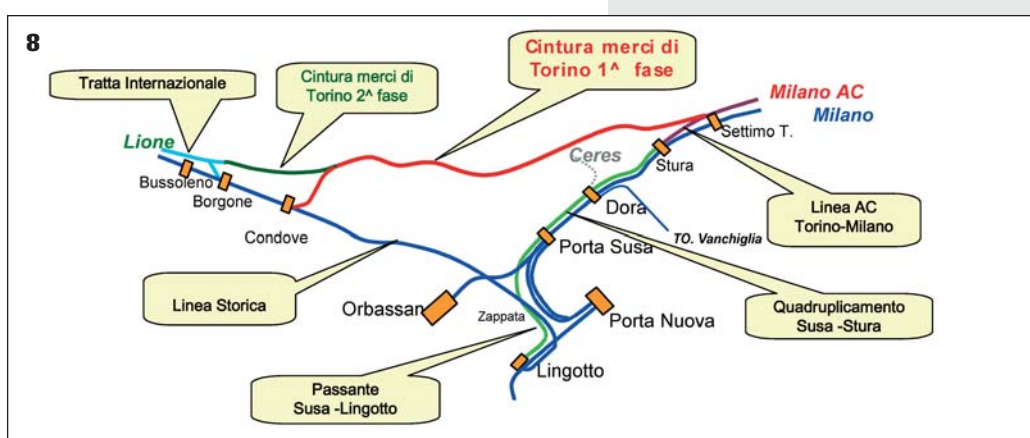 8
Tratta Internazionale
Cintura merci di
Torino 2^ fase
Cintura merci di
Torino 1^ fase
Milano AC
Milano
Lione
Settimo T.
Ceres
Stura
Bussoleno
Borgone
Dora
Linea AC
Torino-Milano
Condove
TO. Vanchiglia
Porta Susa
Linea Storica
Orbassan
Zappata
Porta Nuova
Quadruplicamento
Susa -Stura
Lingotto
Passante
Susa -Lingotto